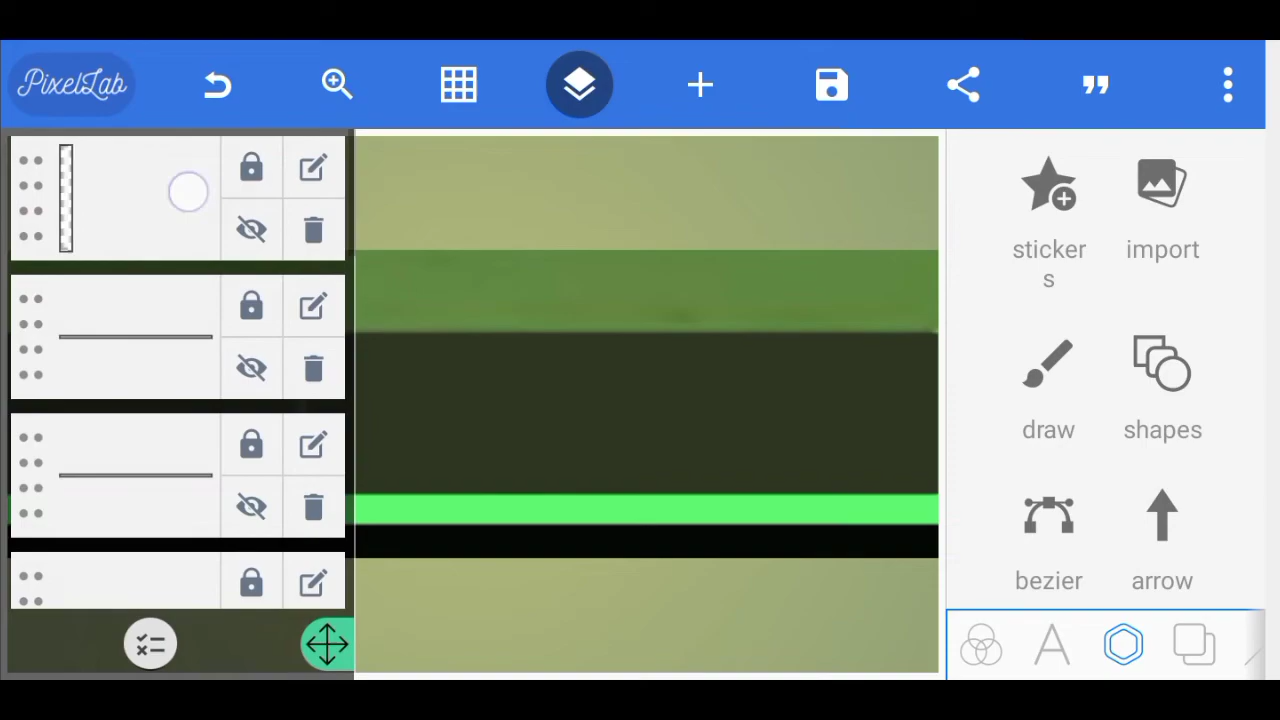 PixelLab
sticker
s
import
draw
shapes
bezier
arrow